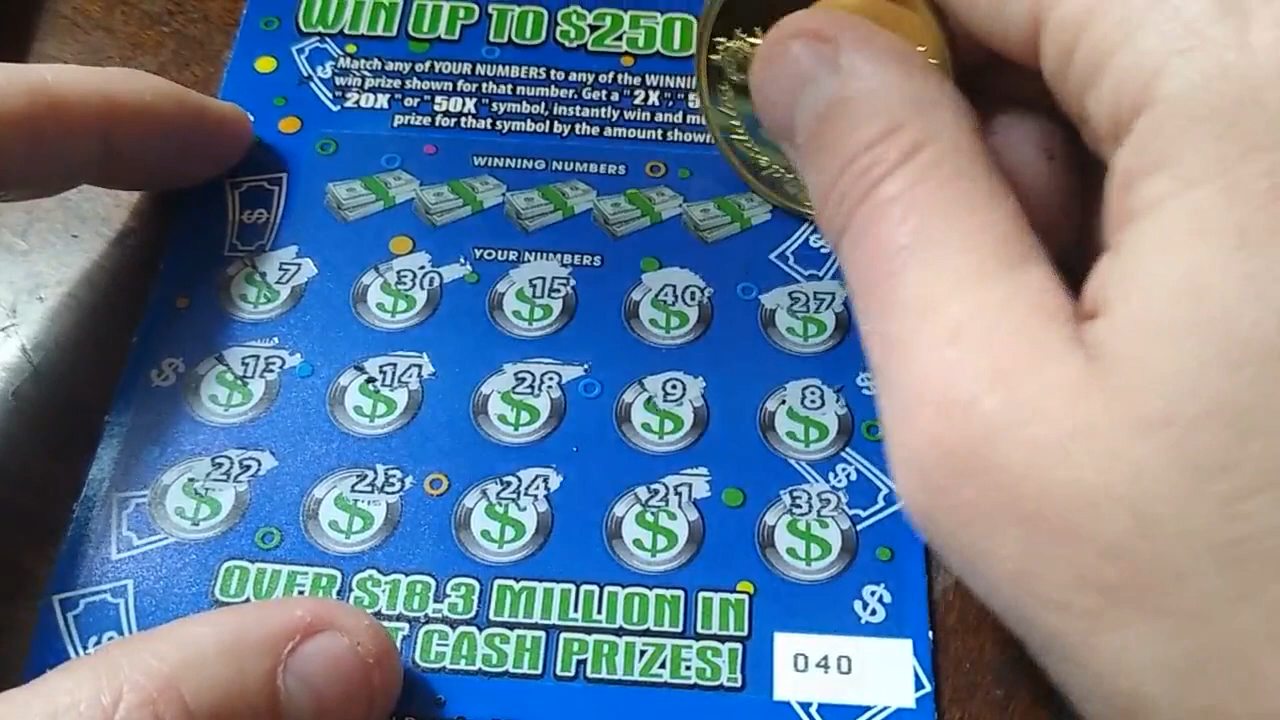 WIN UP TO $250
Match any of YOUR NUMBERS to any of the
win prize shown for that number. Get a "2X",
"20X" or "50X" symbol, instantly win and
prize for that symbol by the amount shown
WINNING NUMBERS
YOUR NUMBERS
7 30 15 40 27
13 14 28 9 8
22 23 24 21 32
OVER $18.3 MILLION IN
CASH PRIZES!
040